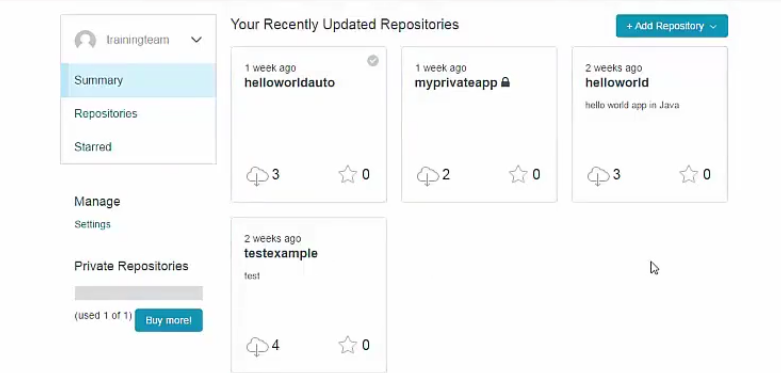 Your Recently Updated Repositories
+ Add Repository
trainingteam
Summary
Repositories
Starred
Manage
Settings
Private Repositories
(used 1 of 1) Buy more!
1 week ago
helloworldauto
3 0
1 week ago
myprivateapp
2 0
2 weeks ago
helloworld
hello world app in Java
3 0
2 weeks ago
testexample
test
4 0